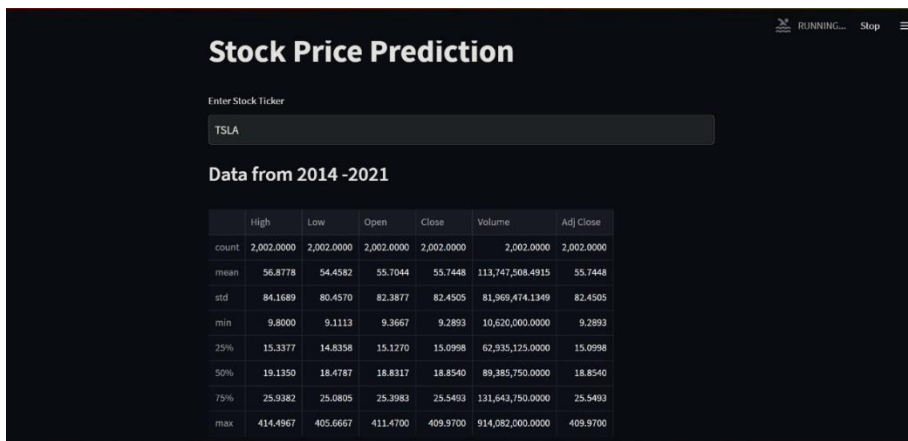 RUNNING... Stop
Stock Price Prediction
Enter Stock Ticker
TSLA
Data from 2014 -2021
High Low Open Close Volume Adj Close
count 2,002.0000 2,002.0000 2,002.0000 2,002.0000 2,002.0000 2,002.0000
mean 56.8778 54.4582 55.7044 55.7448 113,747,508.4915 55.7448
std 84.1689 80.4570 82.3877 82.4505 81,969,474.1349 82.4505
min 9.8000 9.1113 9.3667 9.2893 10,620,000.0000 9.2893
25% 15.3377 14.8358 15.1270 15.0998 62,935,125.0000 15.0998
50% 19.1350 18.4787 18.8317 18.8540 89,385,750.0000 18.8540
75% 25.9382 25.0805 25.3983 25.5493 131,643,750.0000 25.5493
max 414.4967 405.6667 411.4700 409.9700 914,082,000.0000 409.9700